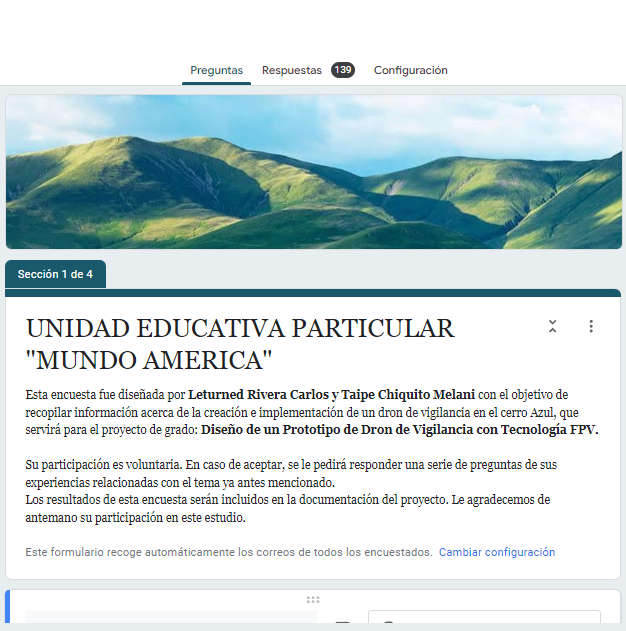 Preguntas Respuestas 139 Configuración
Sección 1 de 4
UNIDAD EDUCATIVA PARTICULAR
"MUNDO AMERICA"
Esta encuesta fue diseñada por Leturned Rivera Carlos y Taipe Chiquito Melani con el objetivo de
recopilar información acerca de la creación e implementación de un dron de vigilancia en el cerro Azul, que
servirá para el proyecto de grado: Diseño de un Prototipo de Dron de Vigilancia con Tecnología FPV.
Su participación es voluntaria. En caso de aceptar, se le pedirá responder una serie de preguntas de sus
experiencias relacionadas con el tema ya antes mencionado.
Los resultados de esta encuesta serán incluidos en la documentación del proyecto. Le agradecemos de
antemano su participación en este estudio.
Este formulario recoge automáticamente los correos de todos los encuestados. Cambiar configuración